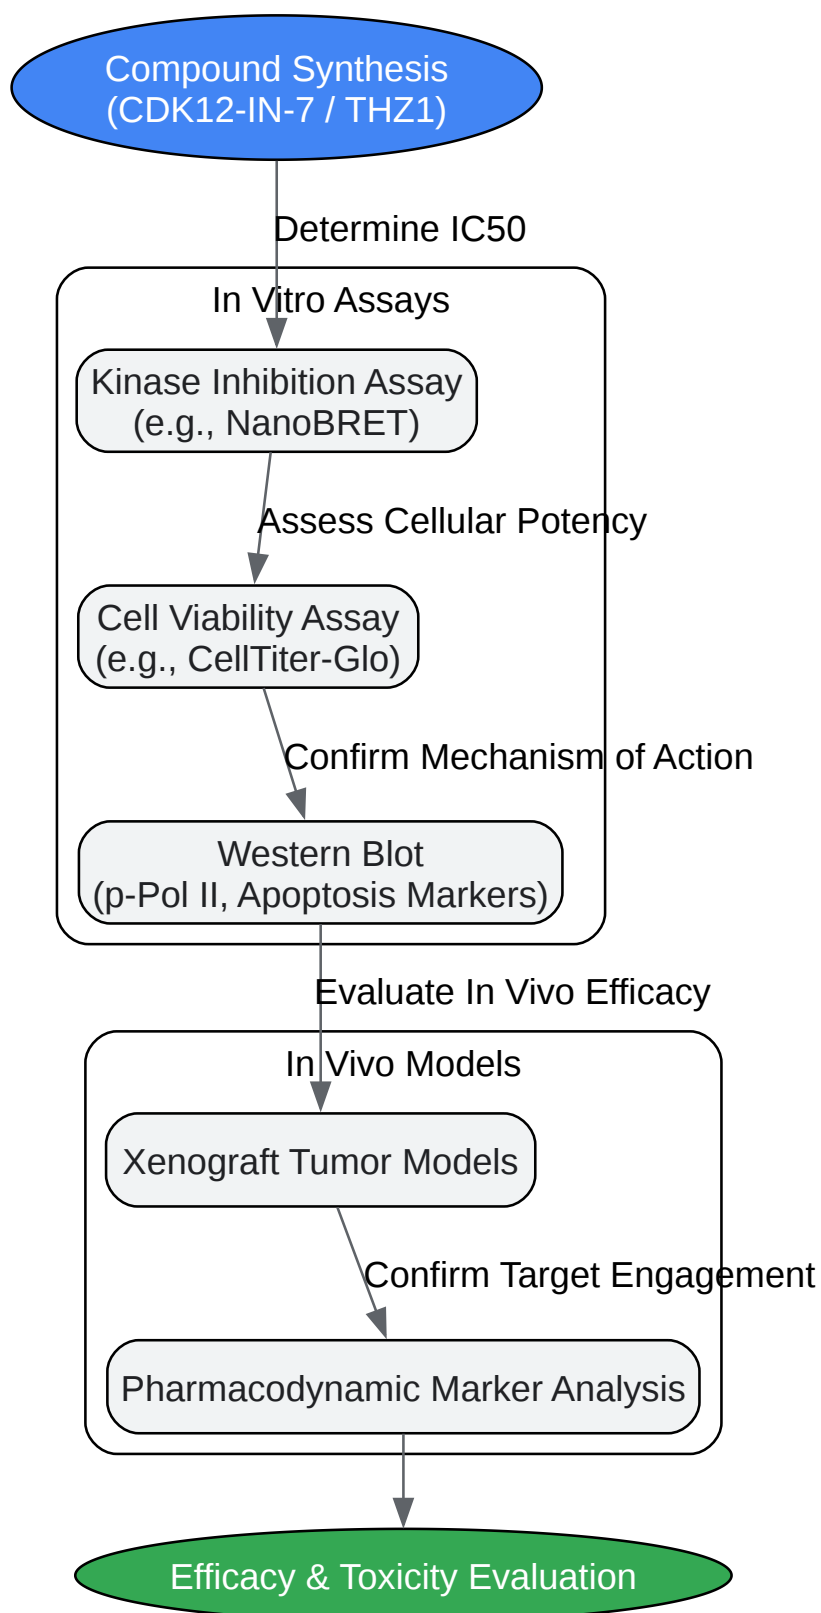 Compound Synthesis
(CDK12-IN-7 / THZ1)
Determine IC50
In Vitro Assays
Kinase Inhibition Assay
(e.g., NanoBRET)
Assess Cellular Potency
Cell Viability Assay
(e.g., CellTiter-Glo)
Confirm Mechanism of Action
Western Blot
(p-Pol II, Apoptosis Markers)
Evaluate In Vivo Efficacy
In Vivo Models
Xenograft Tumor Models
Confirm Target Engagement
Pharmacodynamic Marker Analysis
Efficacy & Toxicity Evaluation